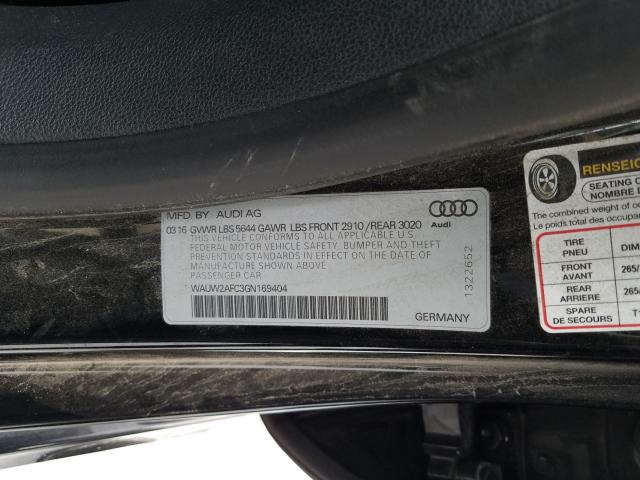 MFD. BY AUDI AG
03 16 GVWR LBS 5644 GAWR LBS FRONT 2910 / REAR 3020
THIS VEHICLE CONFORMS TO ALL APPLICABLE U.S.
FEDERAL MOTOR VEHICLE SAFETY, BUMPER AND THEFT
PREVENTION STANDARDS IN EFFECT ON THE DATE OF
MANUFACTURE SHOWN ABOVE.
PASSENGER CAR
WAUW2AFC3GN169404
Audi
1322652
GERMANY
RENSEIG
SEATING C
NOMBRE
The combined weight of oc
Le poids total des
TIRE
PNEU
DIM
FRONT
AVANT
265/
REAR
ARRIERE
265/
SPARE
DE SECOURS
T1